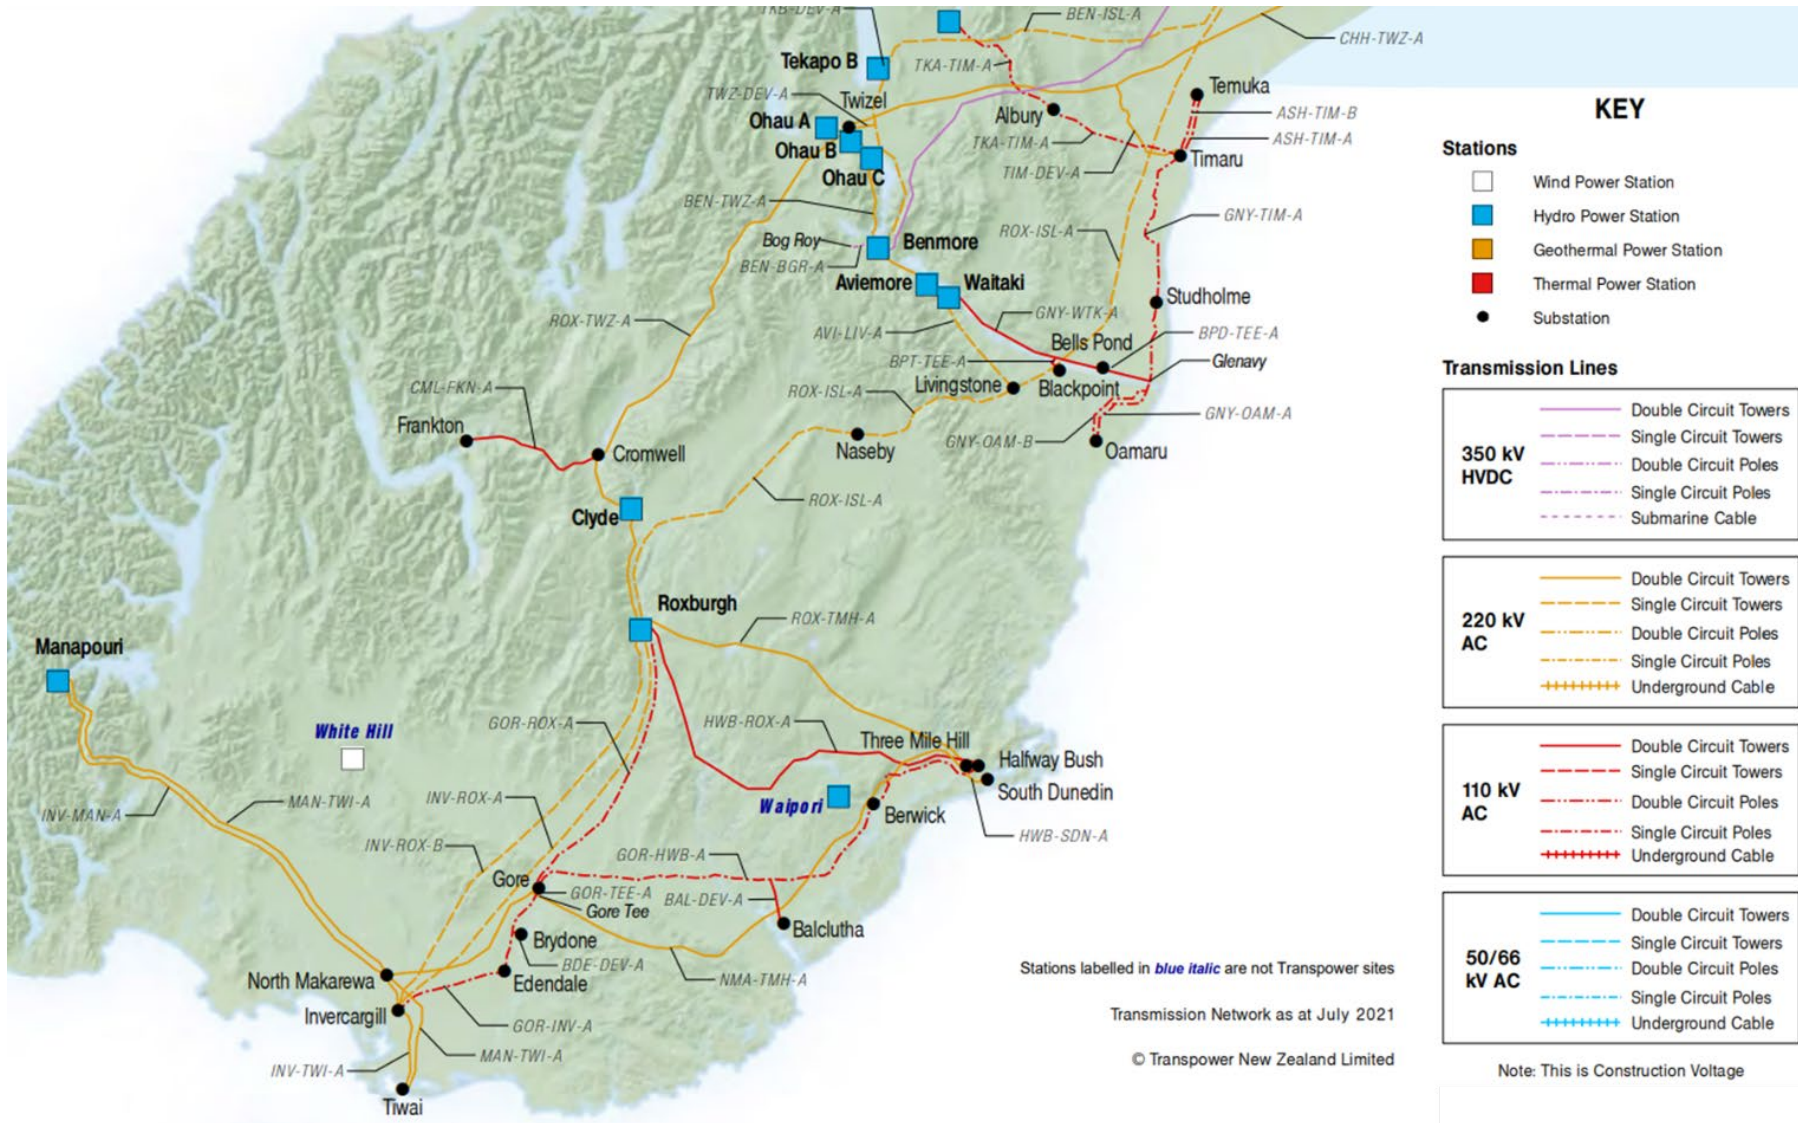 TKB-DEV-A
BEN-ISL-A
CHH-TWZ-A
Tekapo B
TKA-TIM-A
TWZ-DEV-A
Twizel
Temuka
Ohau A
Albury
ASH-TIM-B
Ohau B
TKA-TIM-A
ASH-TIM-A
Timaru
Ohau C
TIM-DEV-A
BEN-TWZ-A
GNY-TIM-A
Bog Roy
Benmore
ROX-ISL-A
BEN-BGR-A
Aviemore
Waitaki
Studholme
ROX-TWZ-A
GNY-WTK-A
AVI-LIV-A
Bells Pond
BPD-TEE-A
BPT-TEE-A
Glenavy
CML-FKN-A
ROX-ISL-A
Livingstone
Blackpoint
GNY-OAM-A
Frankton
GNY-OAM-B
Cromwell
Naseby
Oamaru
ROX-ISL-A
Clyde
Roxburgh
ROX-TMH-A
Manapouri
White Hill
GOR-ROX-A
HWB-ROX-A
Three Mile Hill
Halfway Bush
South Dunedin
INV-MAN-A
MAN-TWI-A
INV-ROX-A
Waipori
Berwick
HWB-SDN-A
INV-ROX-B
GOR-HWB-A
Gore
GOR-TEE-A
BAL-DEV-A
Gore Tee
Balclutha
Brydone
BDE-DEV-A
North Makarewa
Edendale
NMA-TMH-A
Invercargill
GOR-INV-A
MAN-TWI-A
INV-TWI-A
Tiwai
Stations labelled in blue italic are not Transpower sites
Transmission Network as at July 2021
© Transpower New Zealand Limited
KEY
Stations
Wind Power Station
Hydro Power Station
Geothermal Power Station
Thermal Power Station
Substation
Transmission Lines
350 kV
HVDC
Double Circuit Towers
Single Circuit Towers
Double Circuit Poles
Single Circuit Poles
Submarine Cable
220 kV
AC
Double Circuit Towers
Single Circuit Towers
Double Circuit Poles
Single Circuit Poles
Underground Cable
110 kV
AC
Double Circuit Towers
Single Circuit Towers
Double Circuit Poles
Single Circuit Poles
Underground Cable
50/66
kV AC
Double Circuit Towers
Single Circuit Towers
Double Circuit Poles
Single Circuit Poles
Underground Cable
Note: This is Construction Voltage